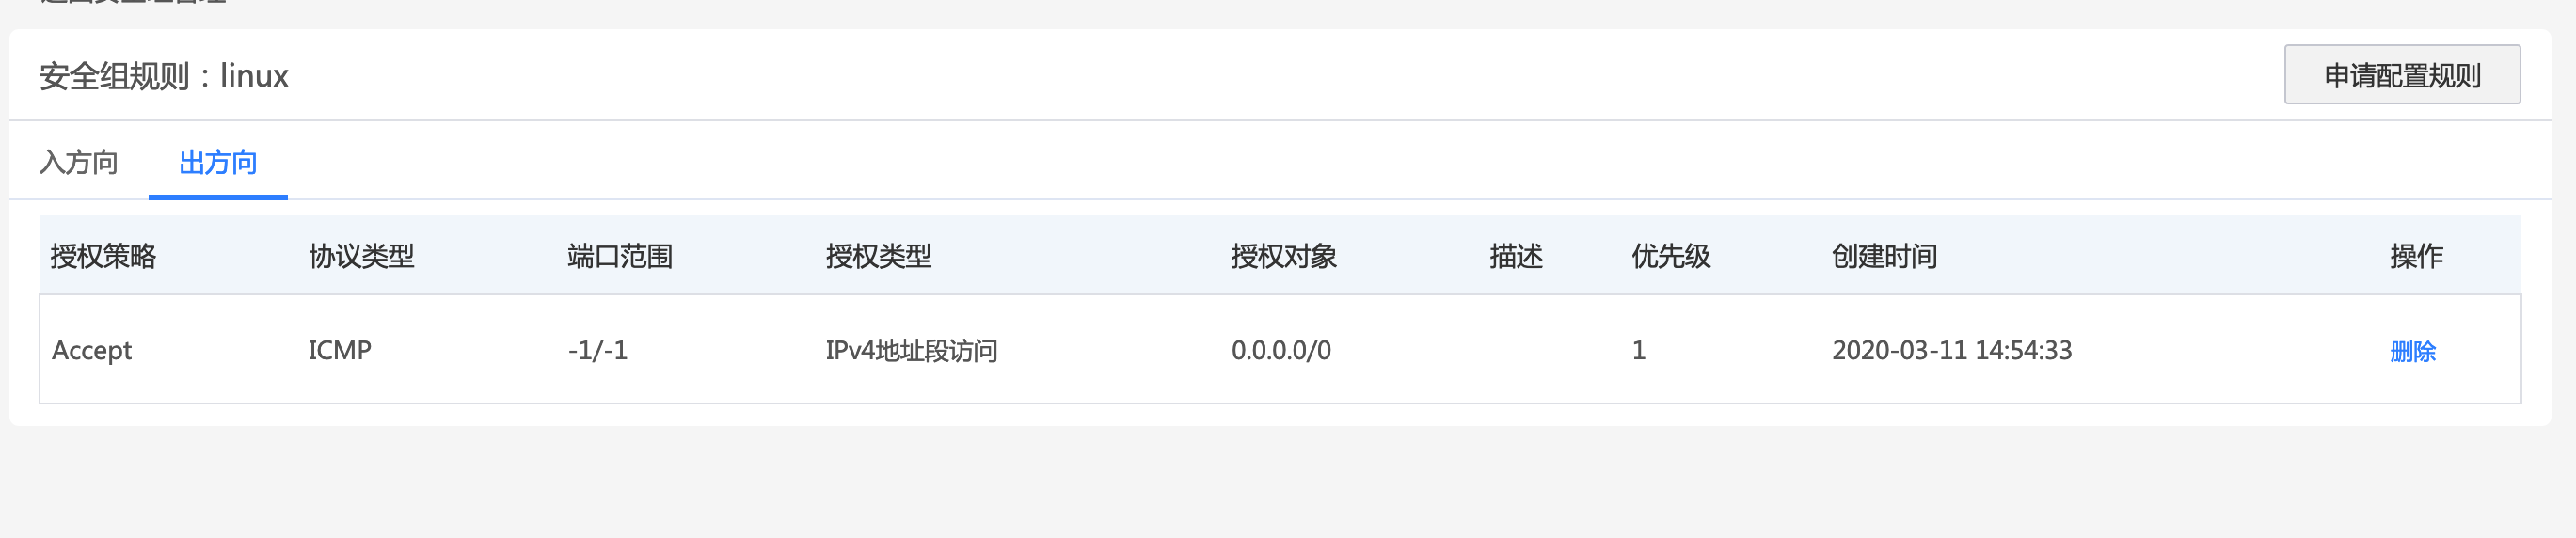 安全组规则：linux
申请配置规则
入方向 出方向
授权策略 协议类型 端口范围 授权类型 授权对象 描述 优先级 创建时间 操作
Accept ICMP -1/-1 IPv4地址段访问 0.0.0.0/0 1 2020-03-11 14:54:33 删除